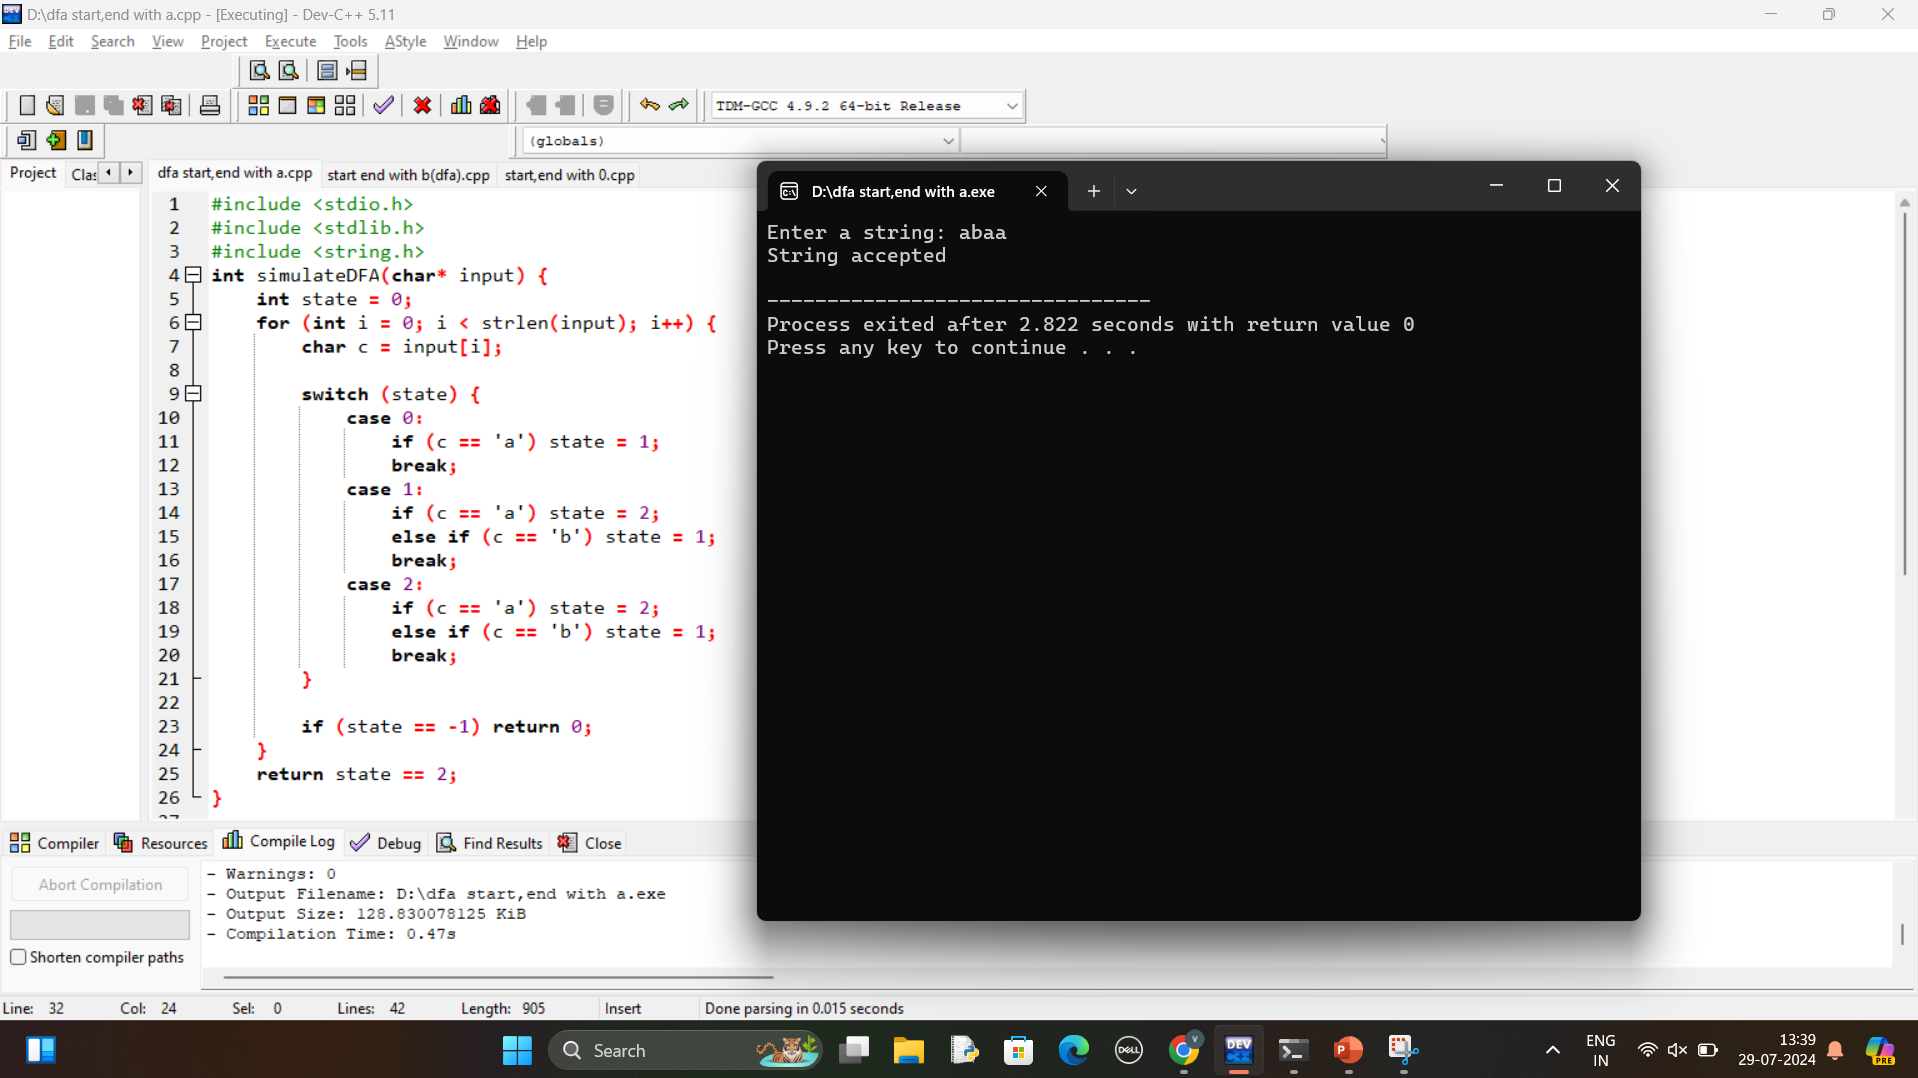 D:\dfa start,end with a.cpp - [Executing] - Dev-C++ 5.11
File Edit Search View Project Execute Tools AStyle Window Help
TDM-GCC 4.9.2 64-bit Release
(globals)
Project Clas
dfa start,end with a.cpp start end with b(dfa).cpp start,end with 0.cpp
1 #include <stdio.h>
2 #include <stdlib.h>
3 #include <string.h>
4 int simulateDFA(char* input) {
5 int state = 0;
6 for (int i = 0; i < strlen(input); i++) {
7 char c = input[i];
8
9 switch (state) {
10 case 0:
11 if (c == 'a') state = 1;
12 break;
13 case 1:
14 if (c == 'a') state = 2;
15 else if (c == 'b') state = 1;
16 break;
17 case 2:
18 if (c == 'a') state = 2;
19 else if (c == 'b') state = 1;
20 break;
21 }
22
23 if (state == -1) return 0;
24 }
25 return state == 2;
26 }
D:\dfa start,end with a.exe
Enter a string: abaa
String accepted
--------------------------------
Process exited after 2.822 seconds with return value 0
Press any key to continue . . .
Compiler Resources Compile Log Debug Find Results Close
Abort Compilation
Shorten compiler paths
- Warnings: 0
- Output Filename: D:\dfa start,end with a.exe
- Output Size: 128.830078125 KiB
- Compilation Time: 0.47s
Line: 32 Col: 24 Sel: 0 Lines: 42 Length: 905 Insert Done parsing in 0.015 seconds
Search
DELL
DEV
C++
ENG
IN
13:39
29-07-2024
PRE